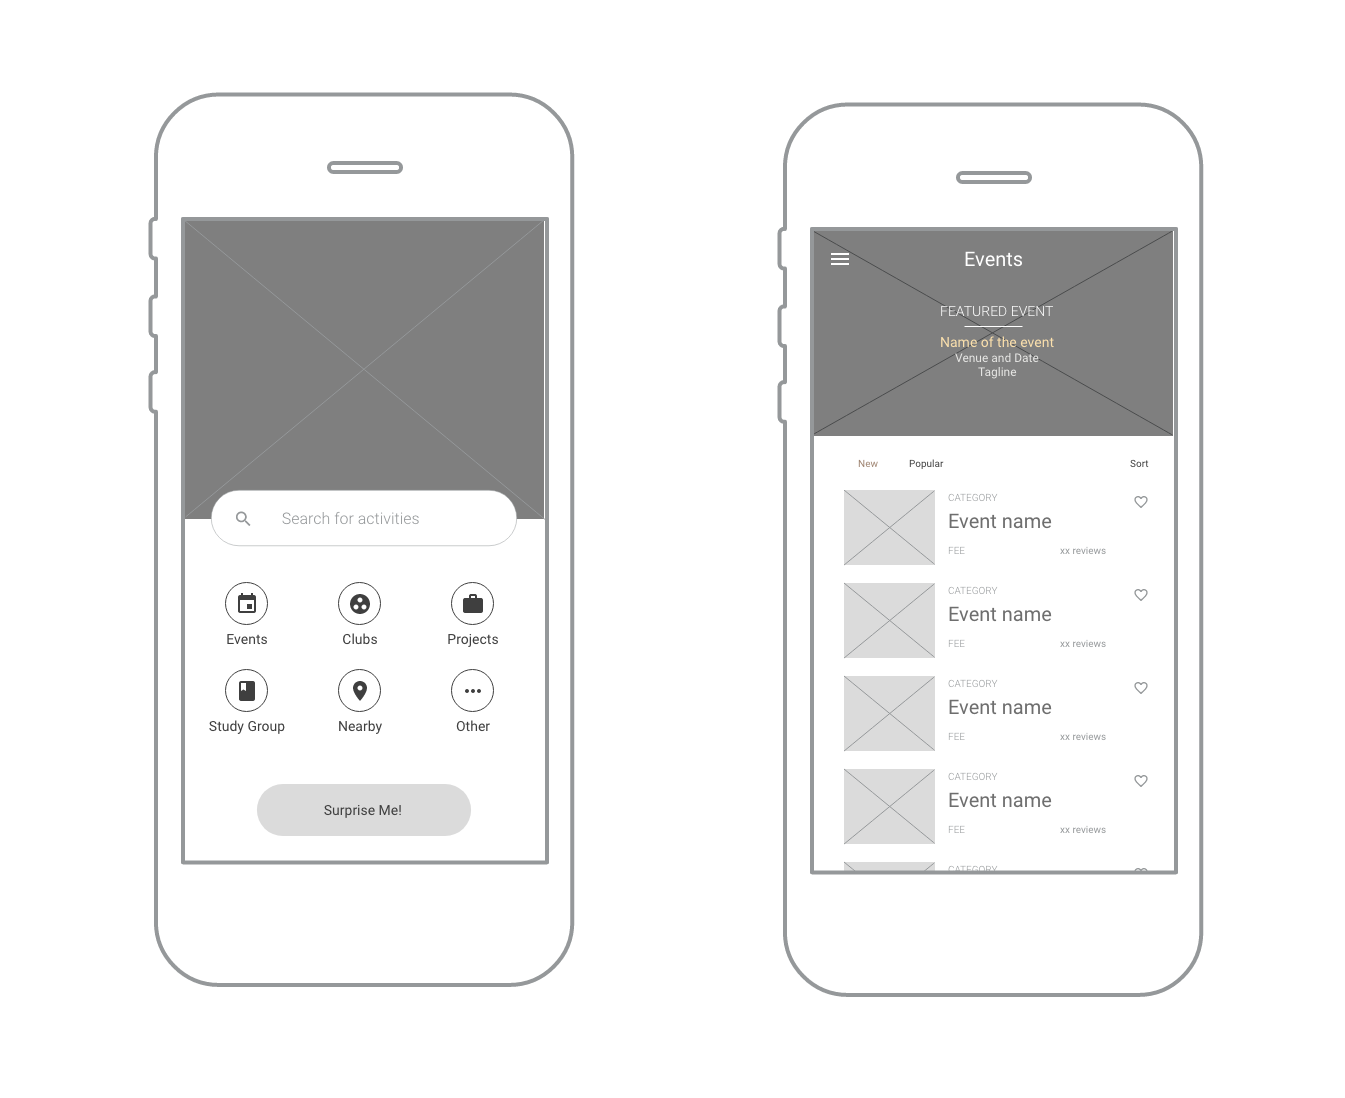 Search for activities
Events Clubs Projects
Study Group Nearby Other
Surprise Me!
Events
FEATURED EVENT
Name of the event
Venue and Date
Tagline
New Popular Sort
CATEGORY
Event name
FEE xx reviews
CATEGORY
Event name
FEE xx reviews
CATEGORY
Event name
FEE xx reviews
CATEGORY
Event name
FEE xx reviews
CATEGORY